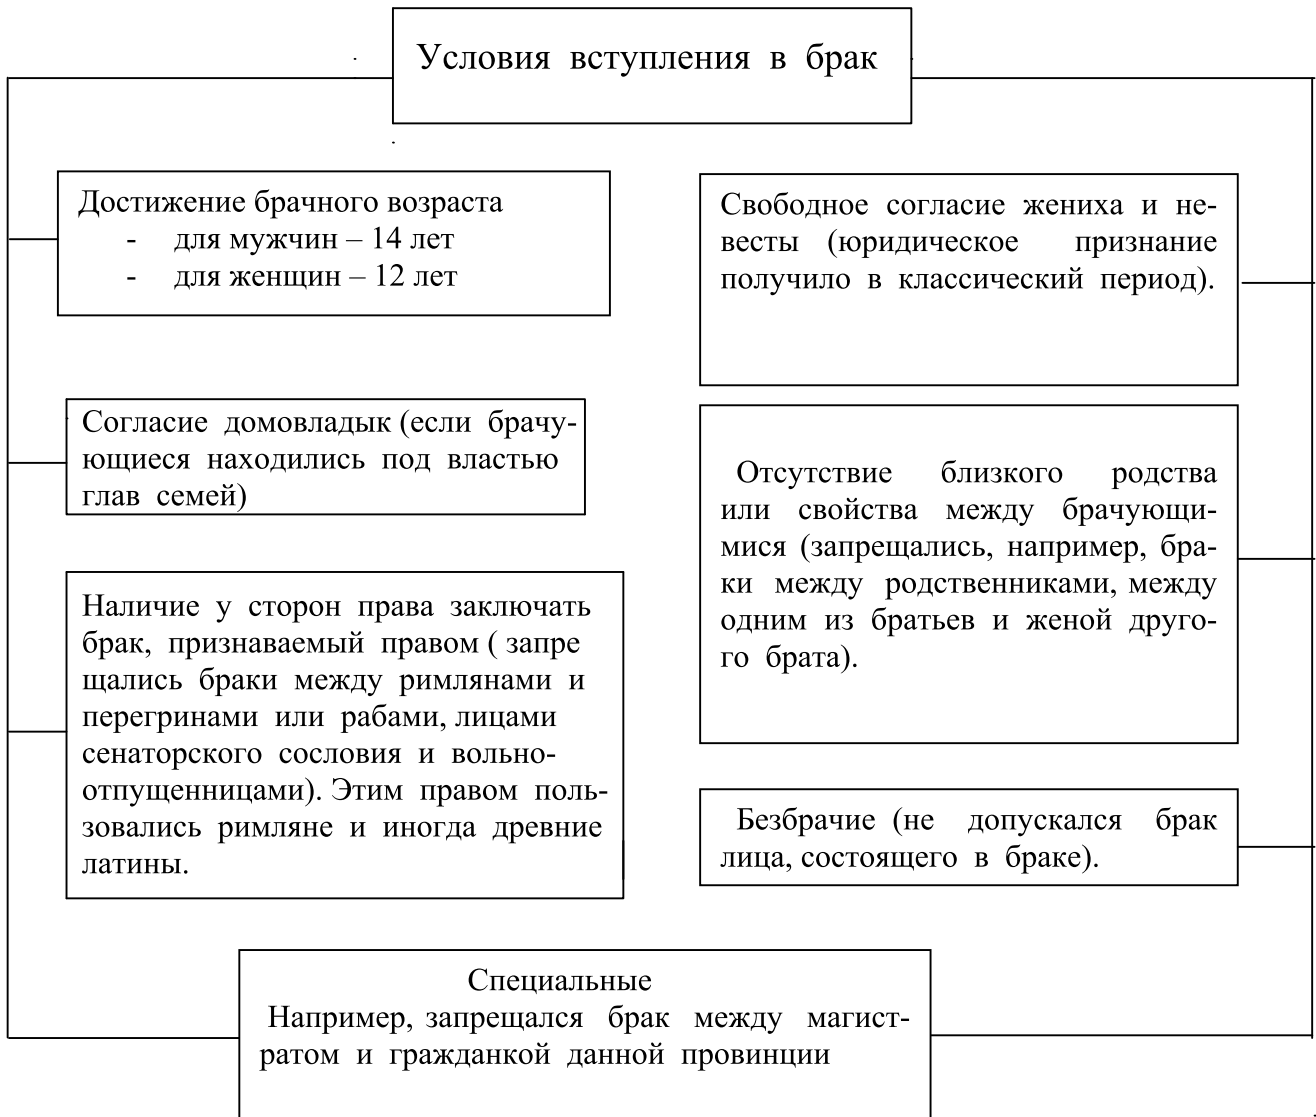 Условия вступления в брак
Достижение брачного возраста
- для мужчин – 14 лет
- для женщин – 12 лет
Согласие домовладык (если брачу-
ющиеся находились под властью
глав семей)
Наличие у сторон права заключать
брак, признаваемый правом ( запре
щались браки между римлянами и
перегринами или рабами, лицами
сенаторского сословия и вольно-
отпущенницами). Этим правом поль-
зовались римляне и иногда древние
латины.
Свободное согласие жениха и не-
весты (юридическое признание
получило в классический период).
Отсутствие близкого родства
или свойства между брачующи-
мися (запрещались, например, бра-
ки между родственниками, между
одним из братьев и женой друго-
го брата).
Безбрачие (не допускался брак
лица, состоящего в браке).
Специальные
Например, запрещался брак между магист-
ратом и гражданкой данной провинции